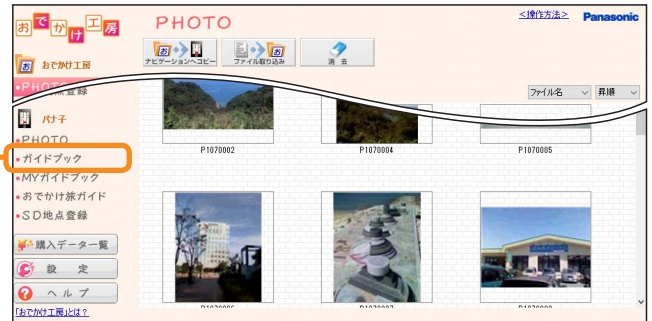 おでかけ工房
PHOTO
<操作方法>
Panasonic
ナビゲーションへコピー
ファイル取り込み
消 去
おでかけ工房
ファイル名
昇順
パナ子
PHOTO
ガイドブック
MYガイドブック
おでかけ旅ガイド
SD地点登録
P1070002
P1070004
P1070005
購入データ一覧
設 定
ヘ ル プ
「おでかけ工房」とは?